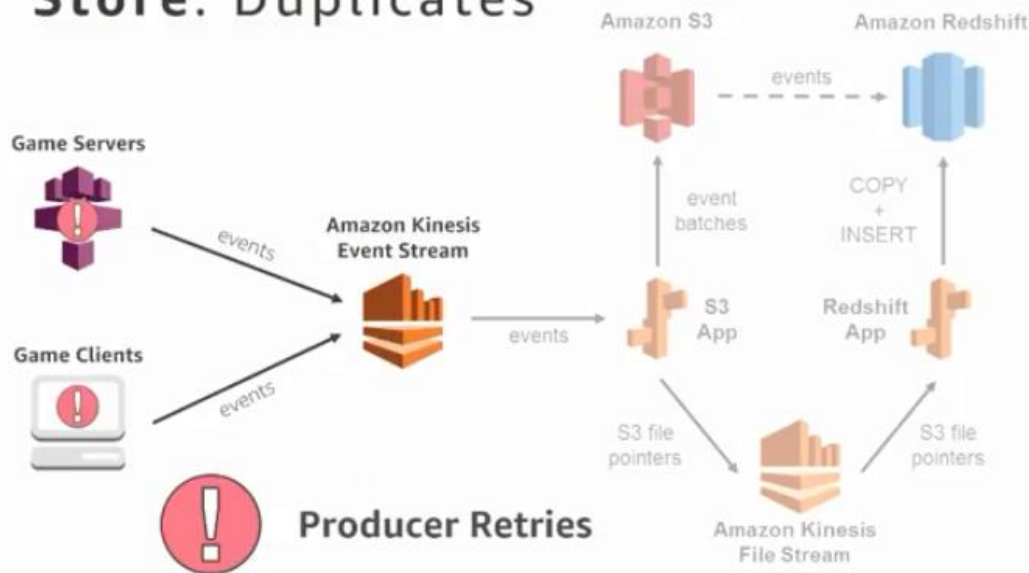 Store: Duplicates
Amazon S3
Amazon Redshift
events
Game Servers
events
Amazon Kinesis
Event Stream
event
batches
COPY
+
INSERT
events
S3
App
Redshift
App
Game Clients
events
S3 file
pointers
S3 file
pointers
Producer Retries
Amazon Kinesis
File Stream